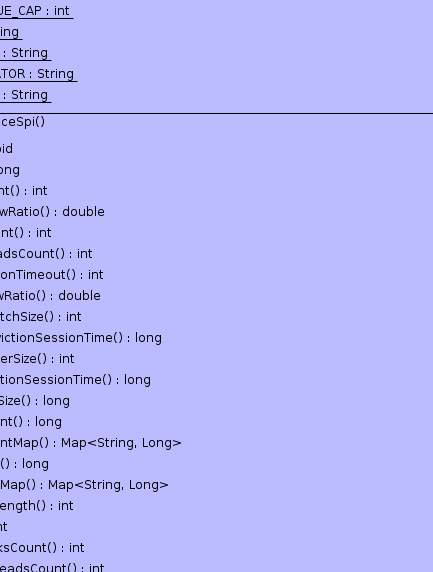 UE_CAP : int
ing
: String
ATOR : String
: String
ceSpi()
oid
ong
nt() : int
wRatio() : double
nt() : int
adsCount() : int
onTimeout() : int
wRatio() : double
tchSize() : int
victionSessionTime() : long
erSize() : int
tionSessionTime() : long
Size() : long
nt() : long
ntMap() : Map<String, Long>
() : long
Map() : Map<String, Long>
ength() : int
nt
ksCount() : int
eadsCount() : int